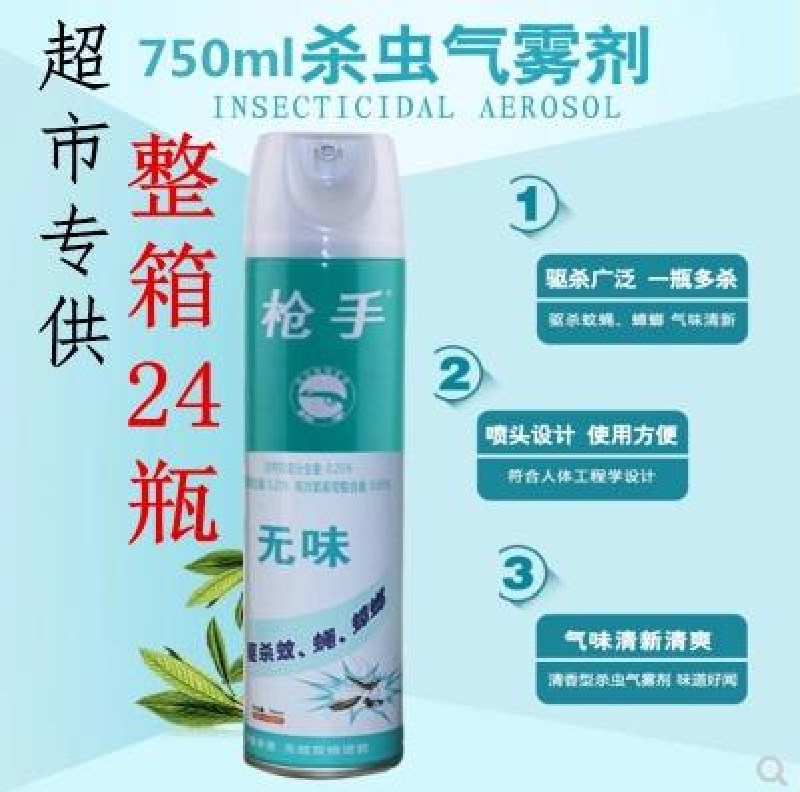 750ml杀虫气雾剂
INSECTICIDAL AEROSOL
超市专供
整箱24瓶
枪手
无味
驱杀蚊、蝇、蟑螂
1
驱杀广泛 一瓶多杀
驱杀蚊蝇、蟑螂 气味清新
2
喷头设计 使用方便
符合人体工程学设计
3
气味清新清爽
清香型杀虫气雾剂 味道好闻